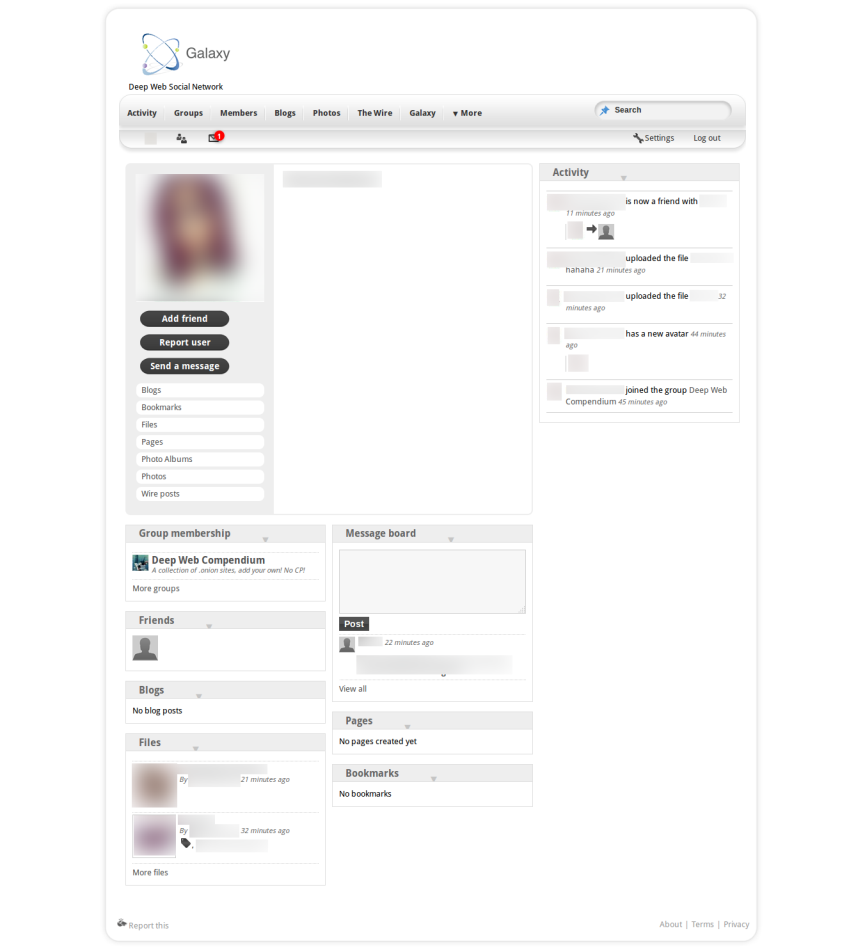 Galaxy
Deep Web Social Network
Activity Groups Members Blogs Photos The Wire Galaxy ▼ More
Search
1
Settings Log out
Add friend
Report user
Send a message
Blogs
Bookmarks
Files
Pages
Photo Albums
Photos
Wire posts
Activity
is now a friend with
11 minutes ago
uploaded the file
hahaha 21 minutes ago
uploaded the file 32
minutes ago
has a new avatar 44 minutes
ago
joined the group Deep Web
Compendium 45 minutes ago
Group membership
Deep Web Compendium
A collection of .onion sites, add your own! No CP!
More groups
Friends
Blogs
No blog posts
Files
By 21 minutes ago
By 32 minutes ago
,
More files
Message board
Post
22 minutes ago
View all
Pages
No pages created yet
Bookmarks
No bookmarks
Report this
About | Terms | Privacy